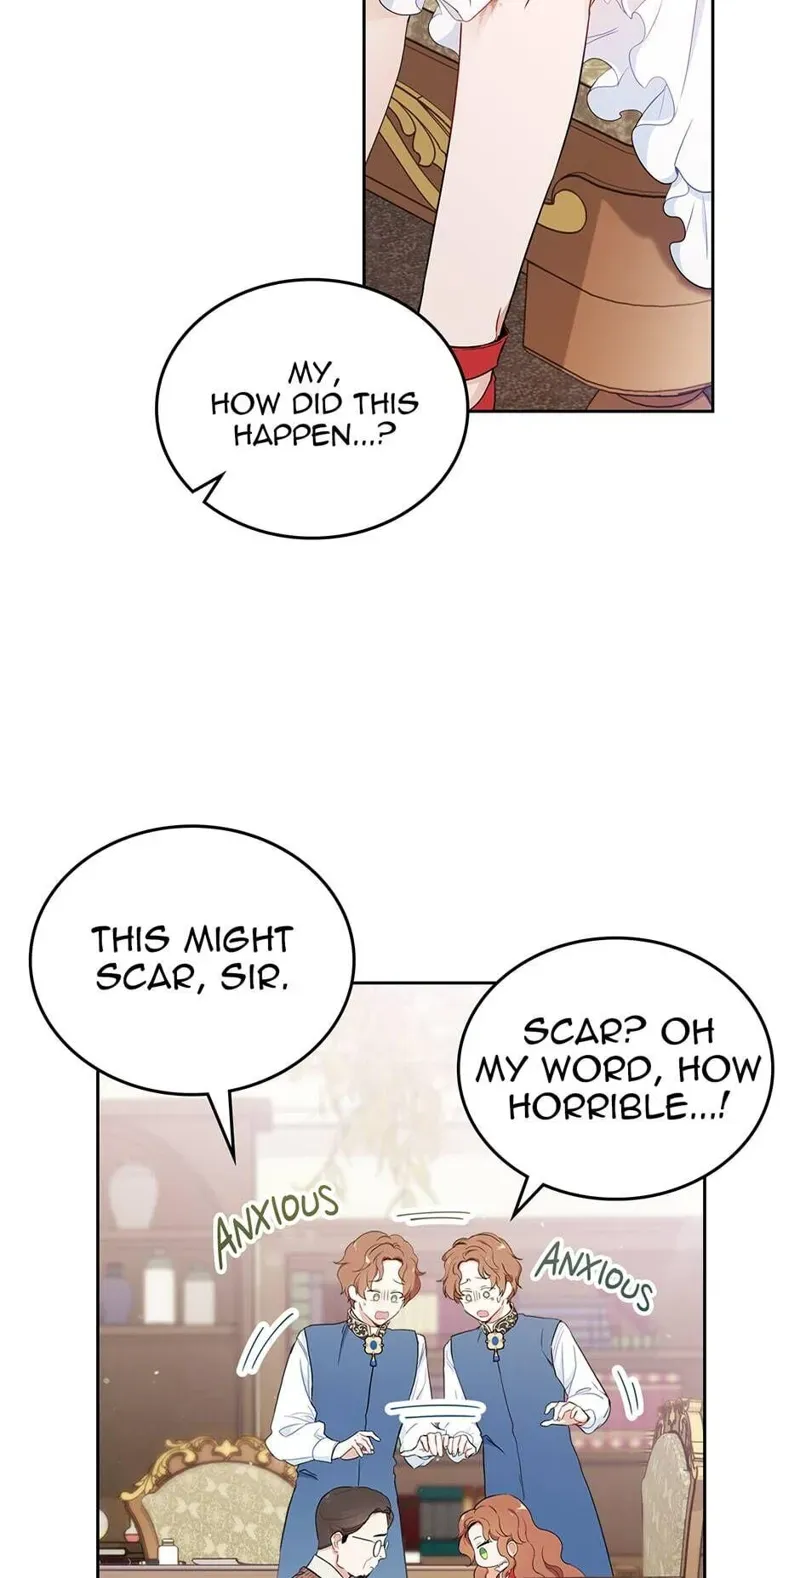 MY,
HOW DID THIS
HAPPEN...?
THIS MIGHT
SCAR, SIR.
SCAR? OH
MY WORD, HOW
HORRIBLE...!
ANXIOUS
ANXIOUS